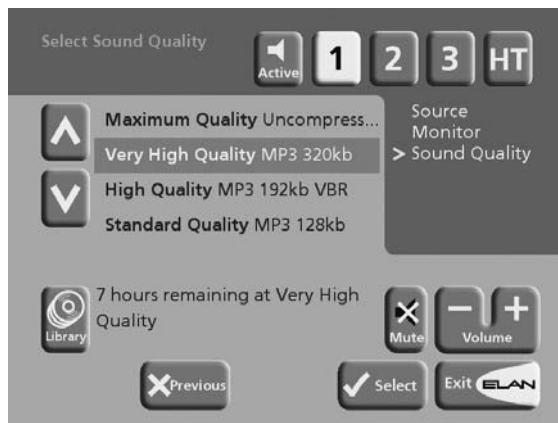 Select Sound Quality
Active
1
2
3
HT
Maximum Quality Uncompress...
Very High Quality MP3 320kb
High Quality MP3 192kb VBR
Standard Quality MP3 128kb
Source
Monitor
> Sound Quality
Library
7 hours remaining at Very High
Quality
Mute
Volume
Previous
Select
Exit ELAN